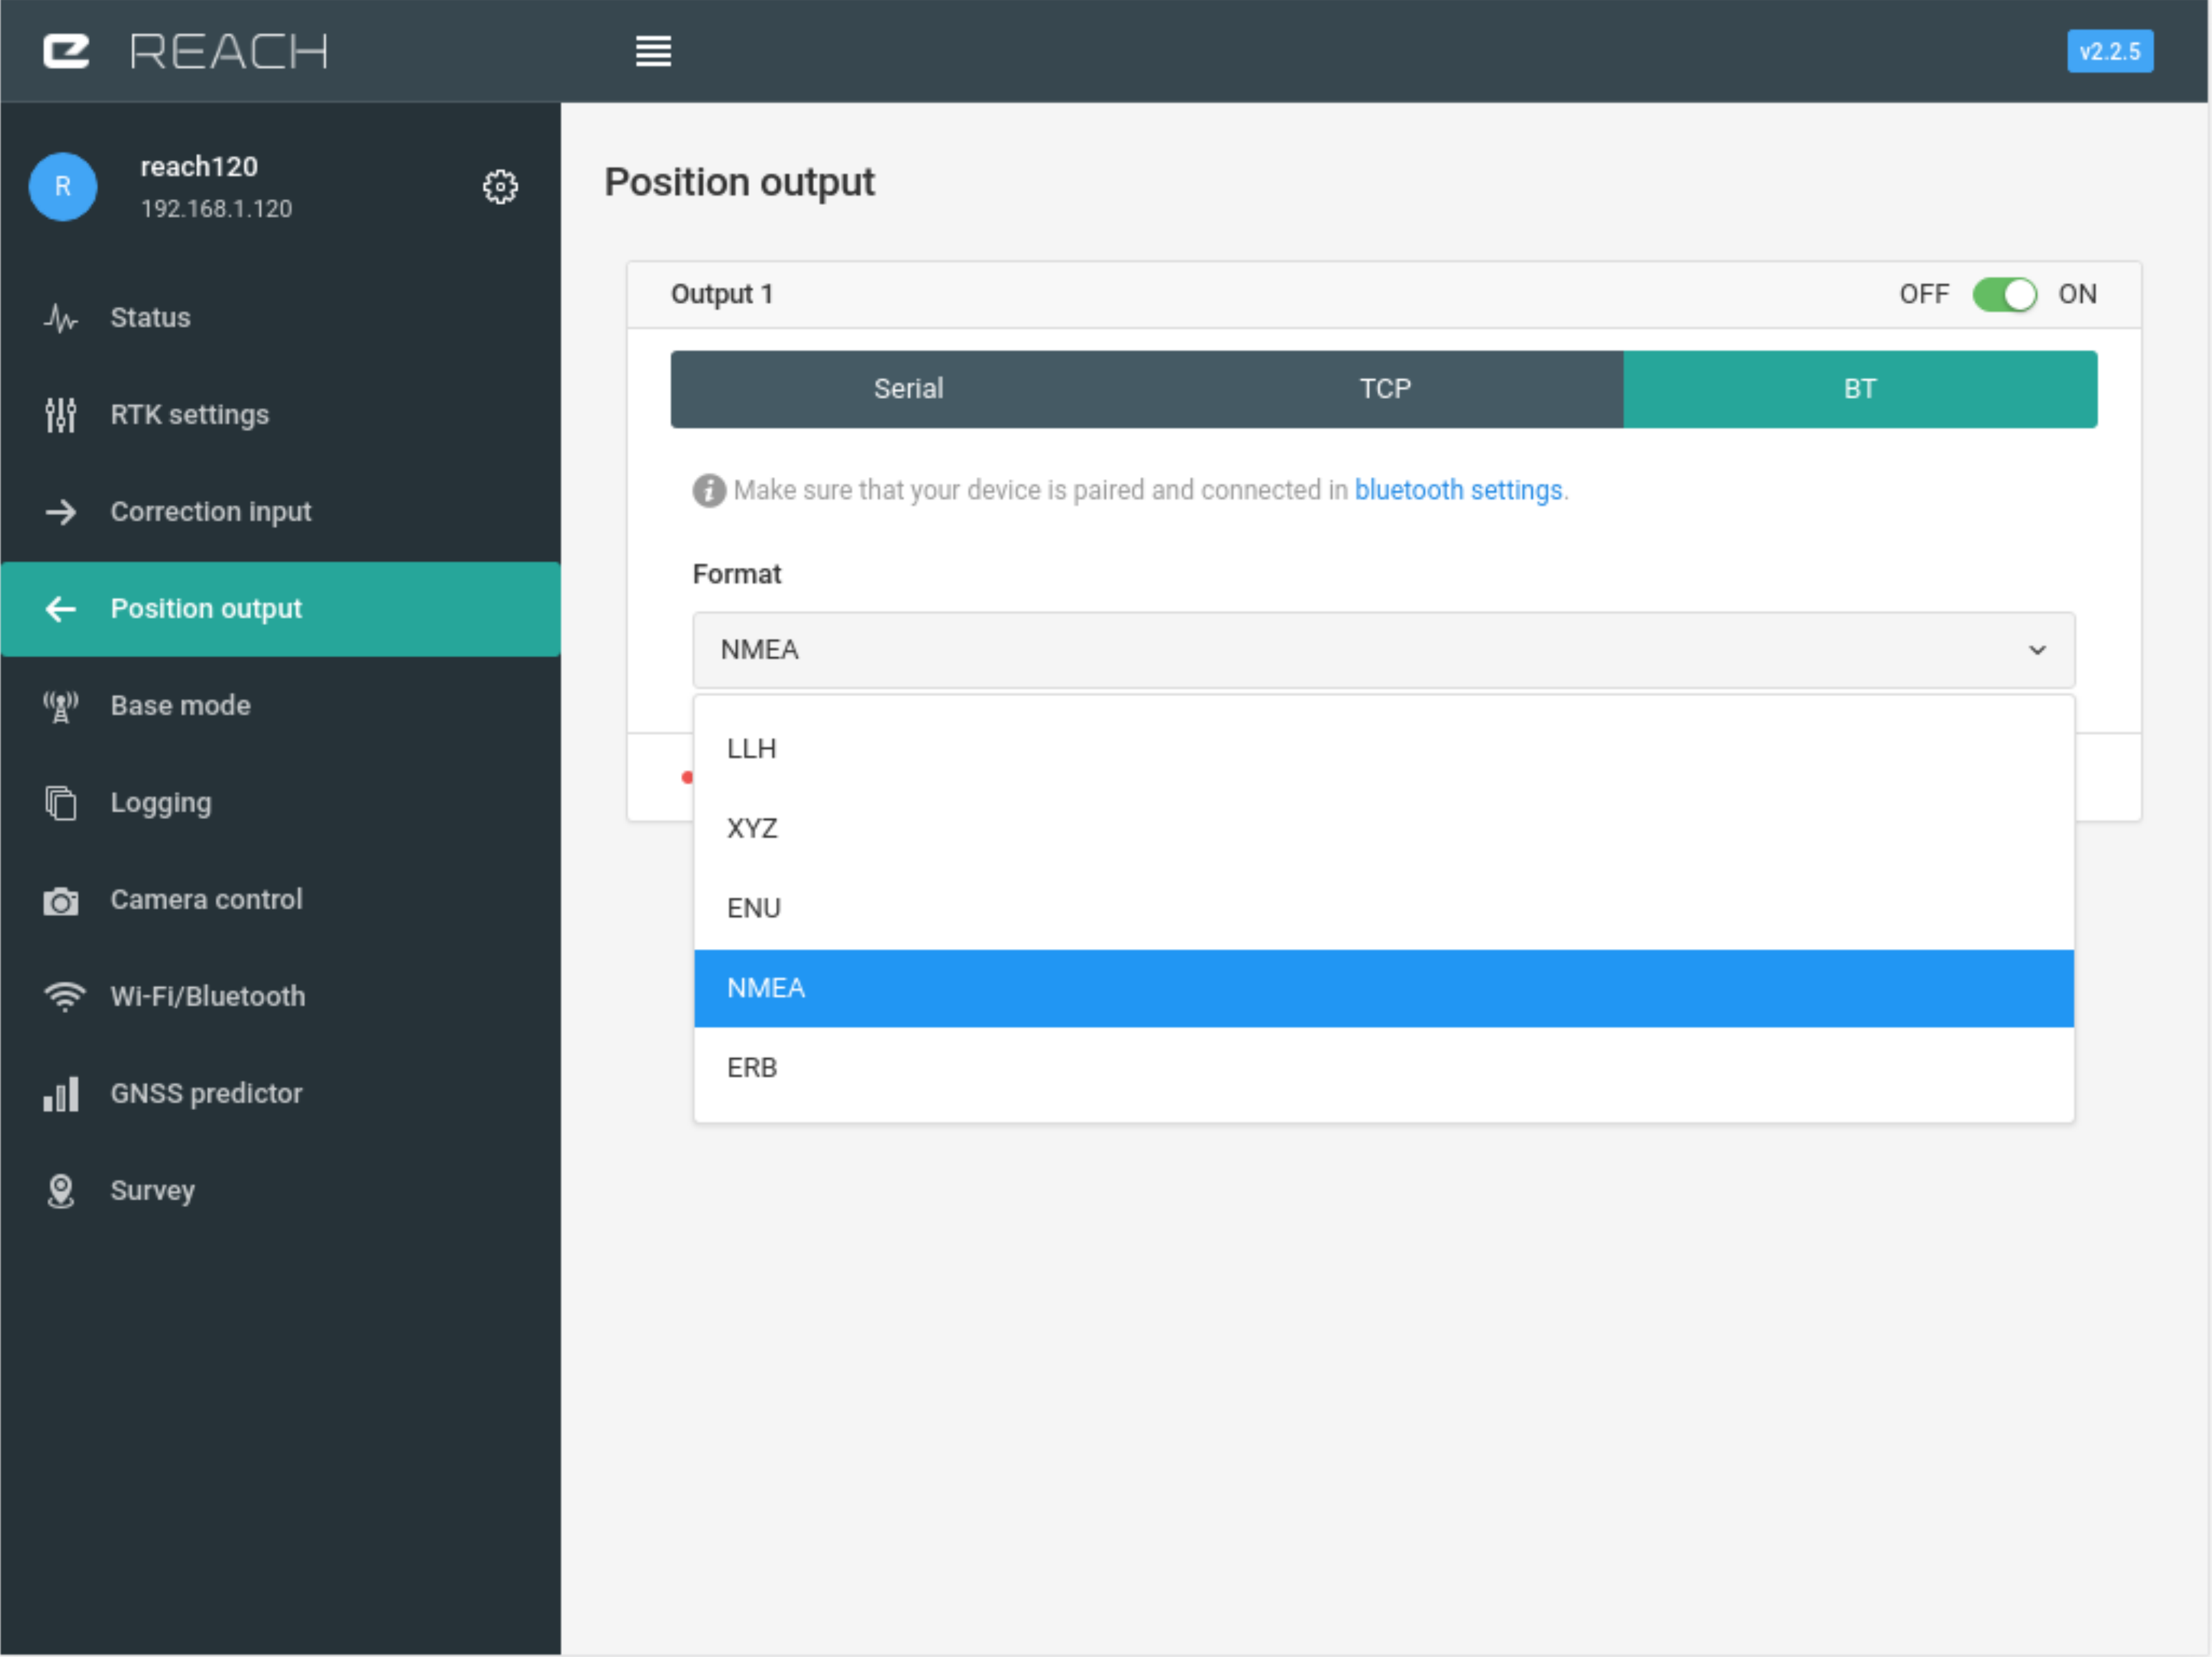 REACH
v2.2.5
R
reach120
192.168.1.120
Status
RTK settings
Correction input
Position output
Base mode
Logging
Camera control
Wi-Fi/Bluetooth
GNSS predictor
Survey
Position output
Output 1
OFF ON
Serial TCP BT
Make sure that your device is paired and connected in bluetooth settings.
Format
NMEA
LLH
XYZ
ENU
NMEA
ERB